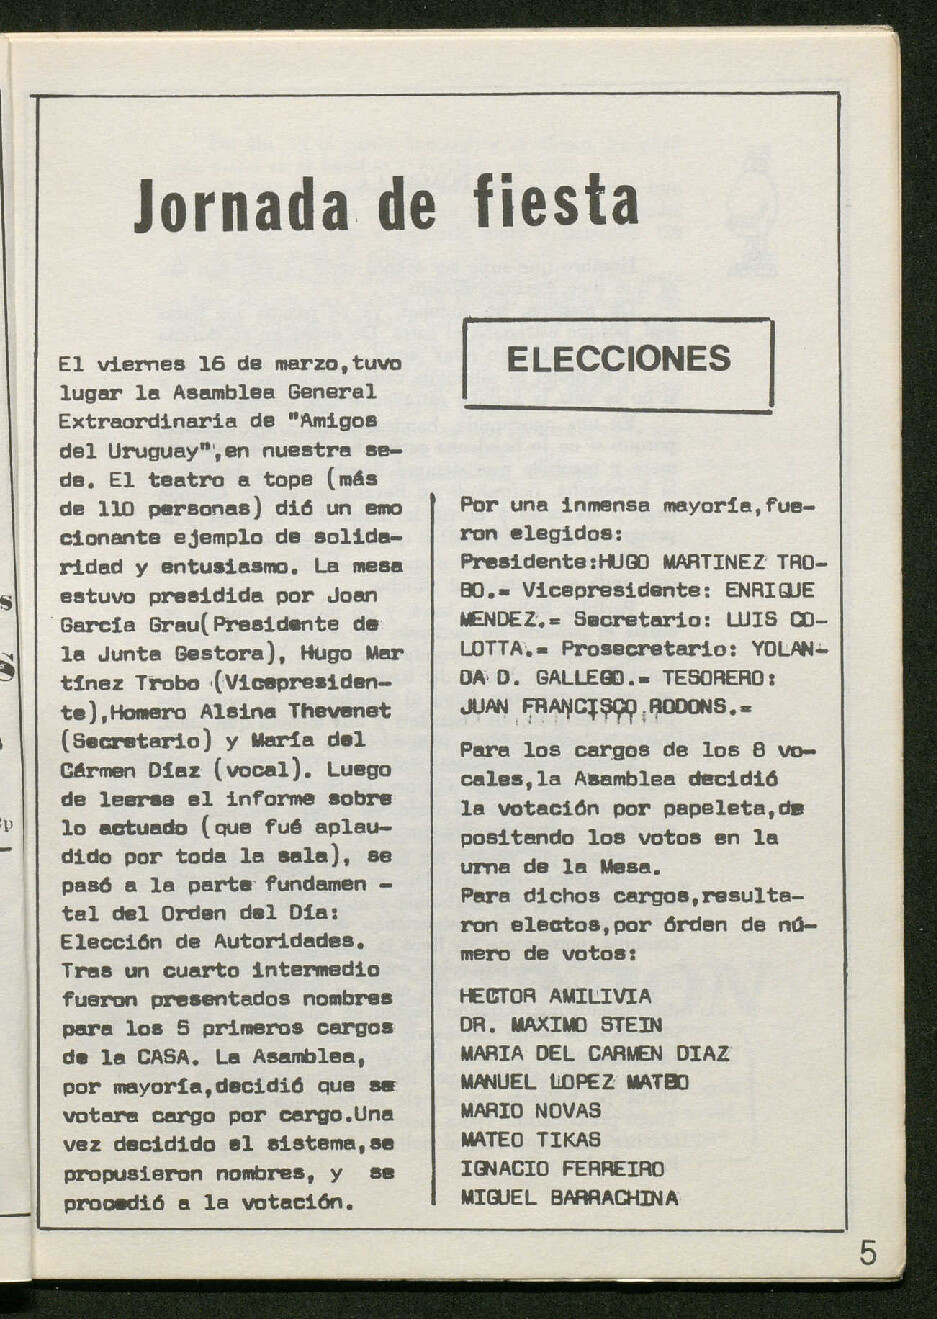 Jornada de fiesta
El viernes 16 de marzo,tuvo
lugar la Asamblea General
Extraordinaria de "Amigos
del Uruguay",en nuestra se-
de. El teatro a tope (más
de 110 personas) dió un emo
cionante ejemplo de solida-
ridad y entusiasmo. La mesa
estuvo presidida por Joan
García Grau(Presidente de
la Junta Gestora), Hugo Mar
tínez Trobo (Vicepresiden-
te),Homero Alsina Thevenet
(Secretario) y María del
Cármen Díaz (vocal). Luego
de leerse el informe sobre
lo actuado (que fué aplau-
dido por toda la sala), se
pasó a la parte fundamen -
tal del Orden del Día:
Elección de Autoridades.
Tras un cuarto intermedio
fueron presentados nombres
para los 5 primeros cargos
de la CASA. La Asamblea,
por mayoría,decidió que se
votara cargo por cargo.Una
vez decidido el sistema,se
propusieron nombres, y se
procedió a la votación.
ELECCIONES
Por una inmensa mayoría,fue-
ron elegidos:
Presidente:HUGO MARTINEZ TRO-
BO.= Vicepresidente: ENRIQUE
MENDEZ.= Secretario: LUIS CO-
LOTTA.= Prosecretario: YOLAN-
DA D. GALLEGO.= TESORERO:
JUAN FRANCISCO RODONS.=
Para los cargos de los 8 vo-
cales,la Asamblea decidió
la votación por papeleta,de
positando los votos en la
urna de la Mesa.
Para dichos cargos,resulta-
ron electos,por órden de nú-
mero de votos:
HECTOR AMILIVIA
DR. MAXIMO STEIN
MARIA DEL CARMEN DIAZ
MANUEL LOPEZ MATEO
MARIO NOVAS
MATEO TIKAS
IGNACIO FERREIRO
MIGUEL BARRACHINA
5